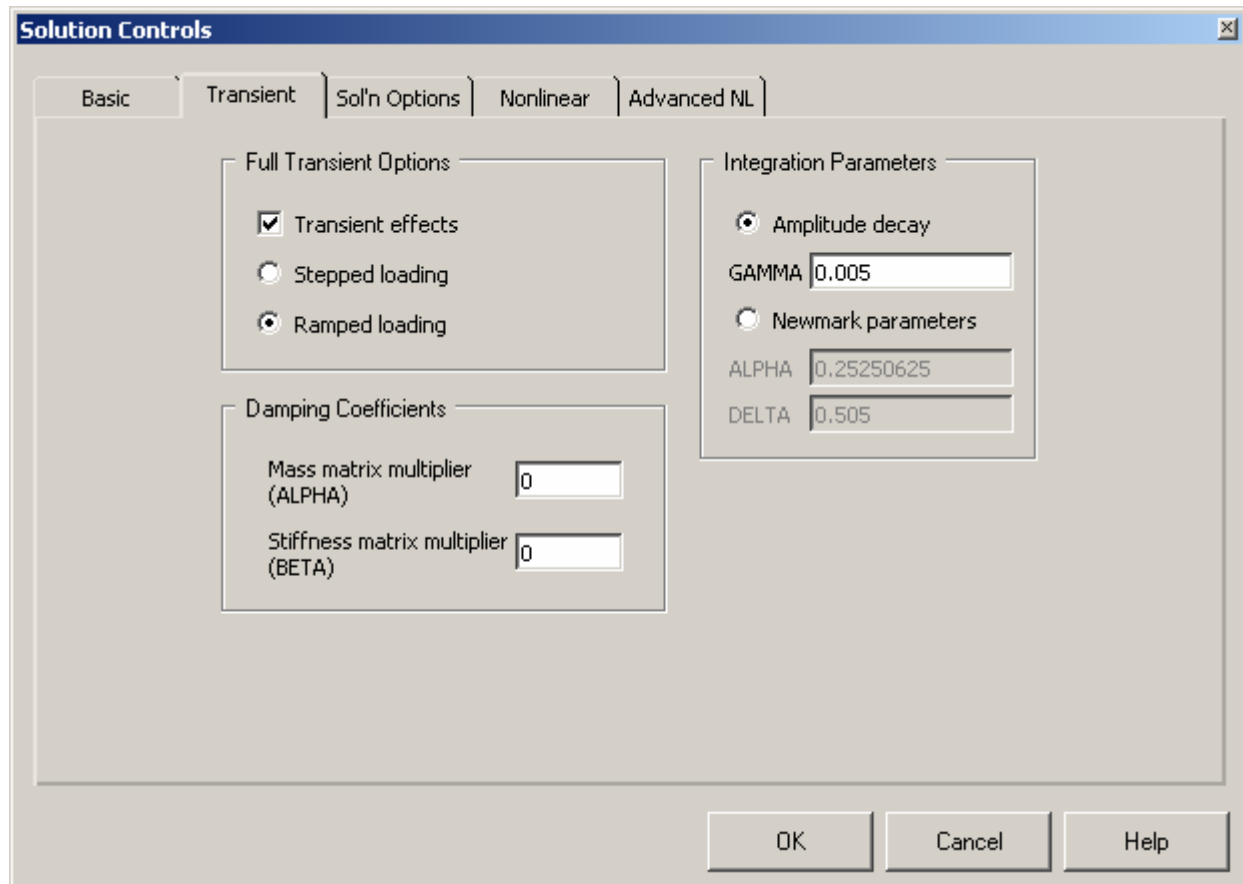 Solution Controls
Basic
Transient
Sol'n Options
Nonlinear
Advanced NL
Full Transient Options
Transient effects
Stepped loading
Ramped loading
Damping Coefficients
Mass matrix multiplier
(ALPHA)
0
Stiffness matrix multiplier
(BETA)
0
Integration Parameters
Amplitude decay
GAMMA 0.005
Newmark parameters
ALPHA 0.25250625
DELTA 0.505
OK
Cancel
Help